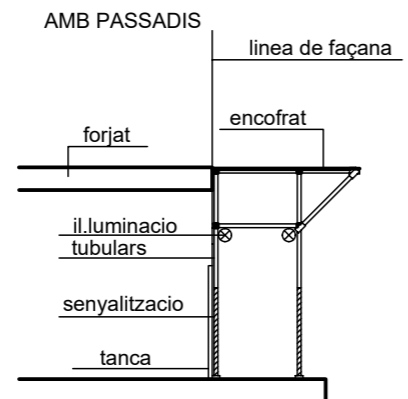 AMB PASSADIS
linea de façana
encofrat
forjat
il.luminacio
tubulars
senyalitzacio
tanca